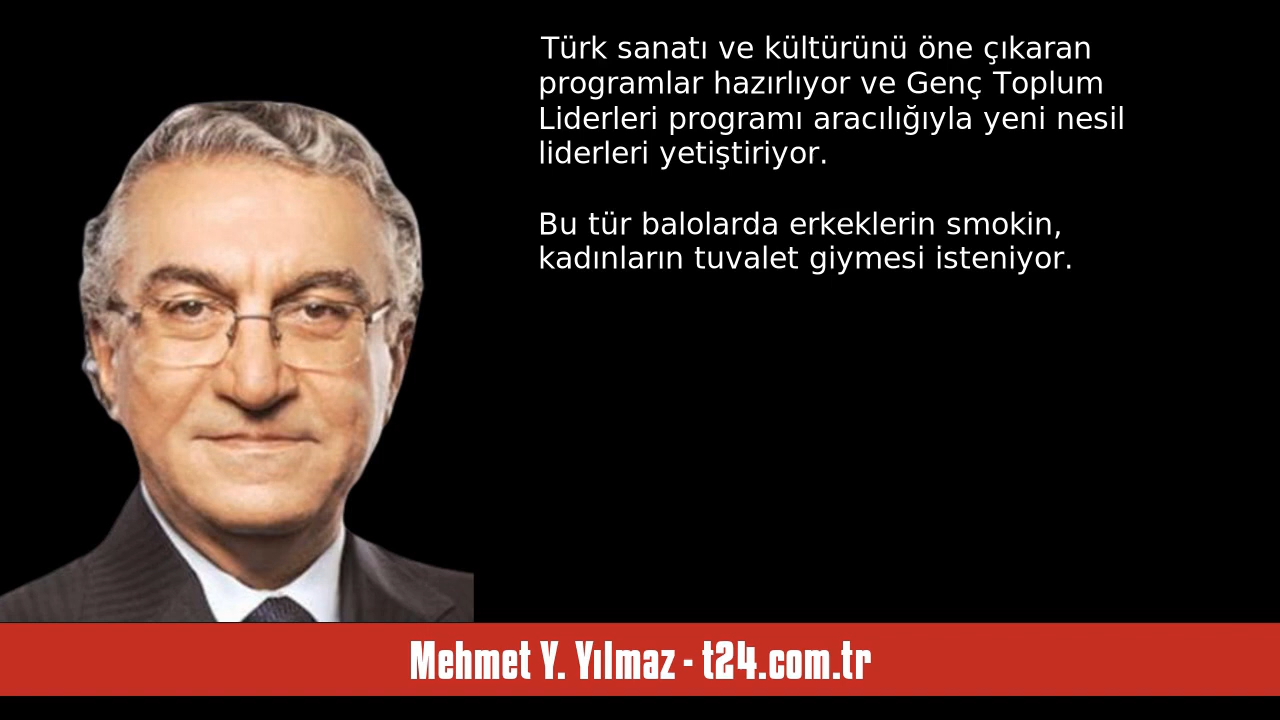 Türk sanatı ve kültürünü öne çıkaran
programlar hazırlıyor ve Genç Toplum
Liderleri programı aracılığıyla yeni nesil
liderleri yetiştiriyor.
Bu tür balolarda erkeklerin smokin,
kadınların tuvalet giymesi isteniyor.
Mehmet Y. Yılmaz - t24.com.tr